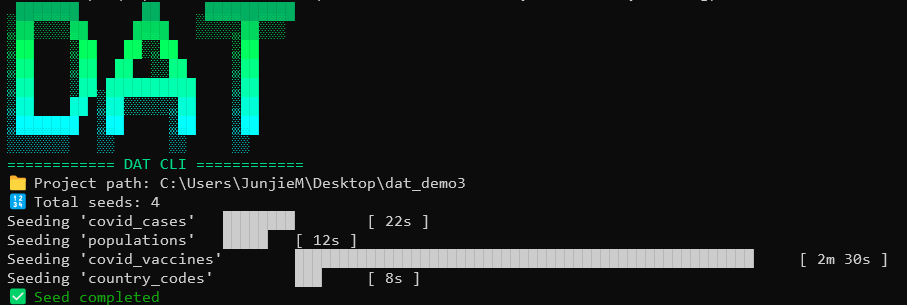 DAT
============ DAT CLI ============
Project path: C:\Users\JunjieM\Desktop\dat_demo3
Total seeds: 4
Seeding 'covid_cases' [ 22s ]
Seeding 'populations' [ 12s ]
Seeding 'covid_vaccines' [ 2m 30s ]
Seeding 'country_codes' [ 8s ]
Seed completed